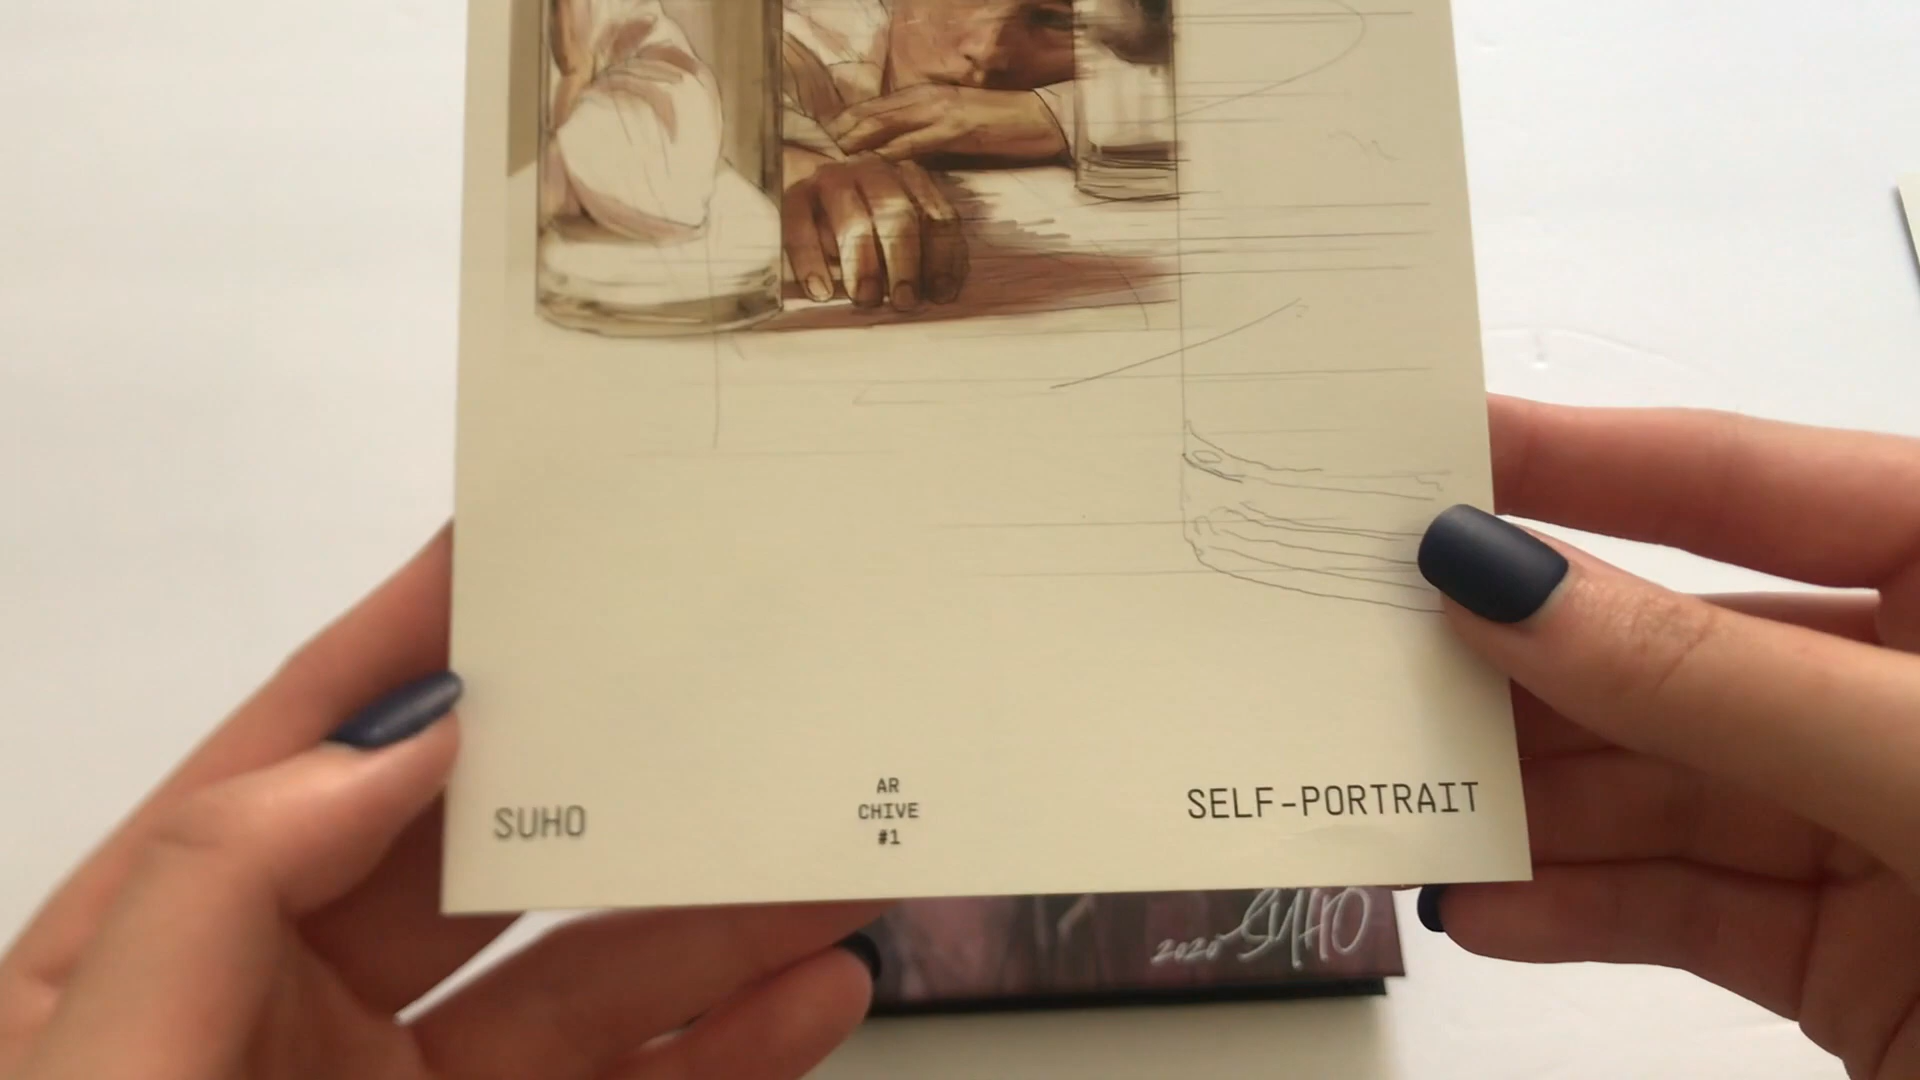 SUHO
AR
CHIVE
#1
SELF-PORTRAIT
2020 SUHO